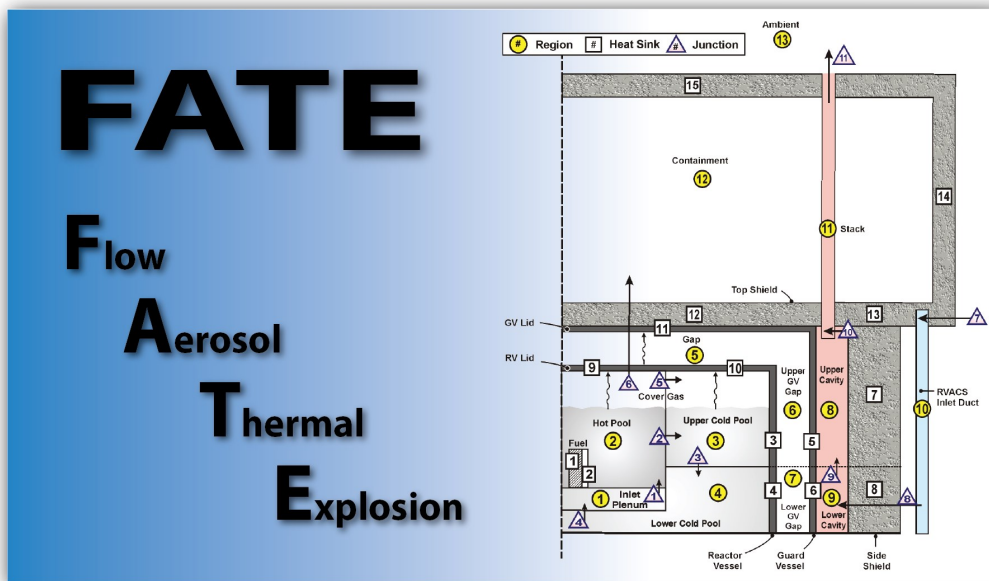 FATE
Flow
Aerosol
Thermal
Explosion
# Region # Heat Sink # Junction
Ambient
13
11
15
Containment
12
14
11 Stack
Top Shield
12
13
7
GV Lid
11
10
Gap
5
RV Lid
9
10
6
5
Cover Gas
Upper
GV
Gap
6
Upper
Cavity
8
7
RVACS
Inlet Duct
10
Hot Pool
2
2
Upper Cold Pool
3
3
5
Fuel
1
2
3
7
9
4
4
6
8
1
Inlet
Plenum
1
9
8
4
Lower Cold Pool
Lower
GV
Gap
Lower
Cavity
Reactor
Vessel
Guard
Vessel
Side
Shield